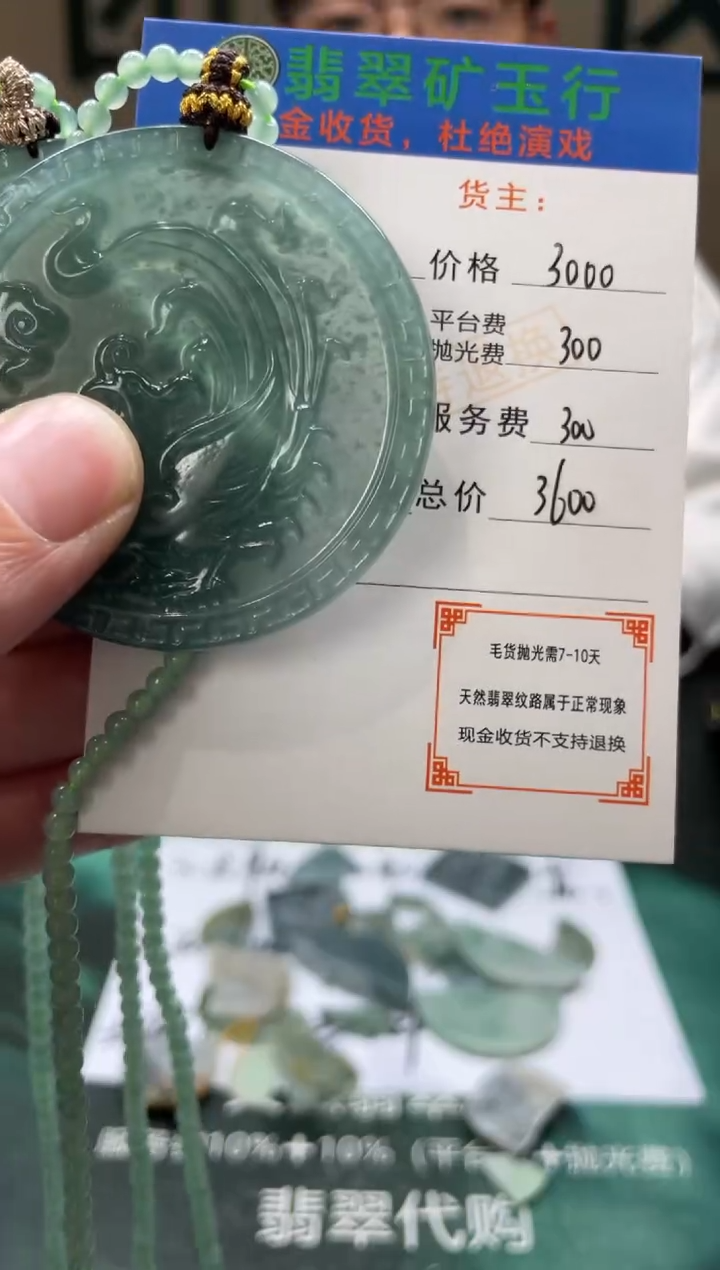 翡翠矿玉行
金收货，杜绝演戏
货主：
价格 3000
平台费
抛光费 300
服务费 300
总价 3600
毛货抛光需7-10天
天然翡翠纹路属于正常现象
现金收货不支持退换
10%+10%（平台
翡翠代购